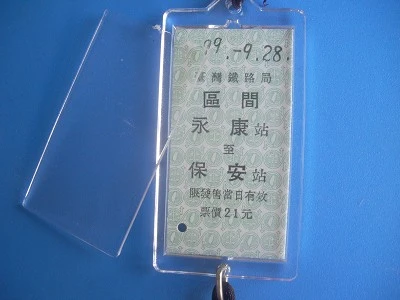 99.-9.28.
臺灣鐵路局
區間
永康站
至
保安站
限發售當日有效
票價21元